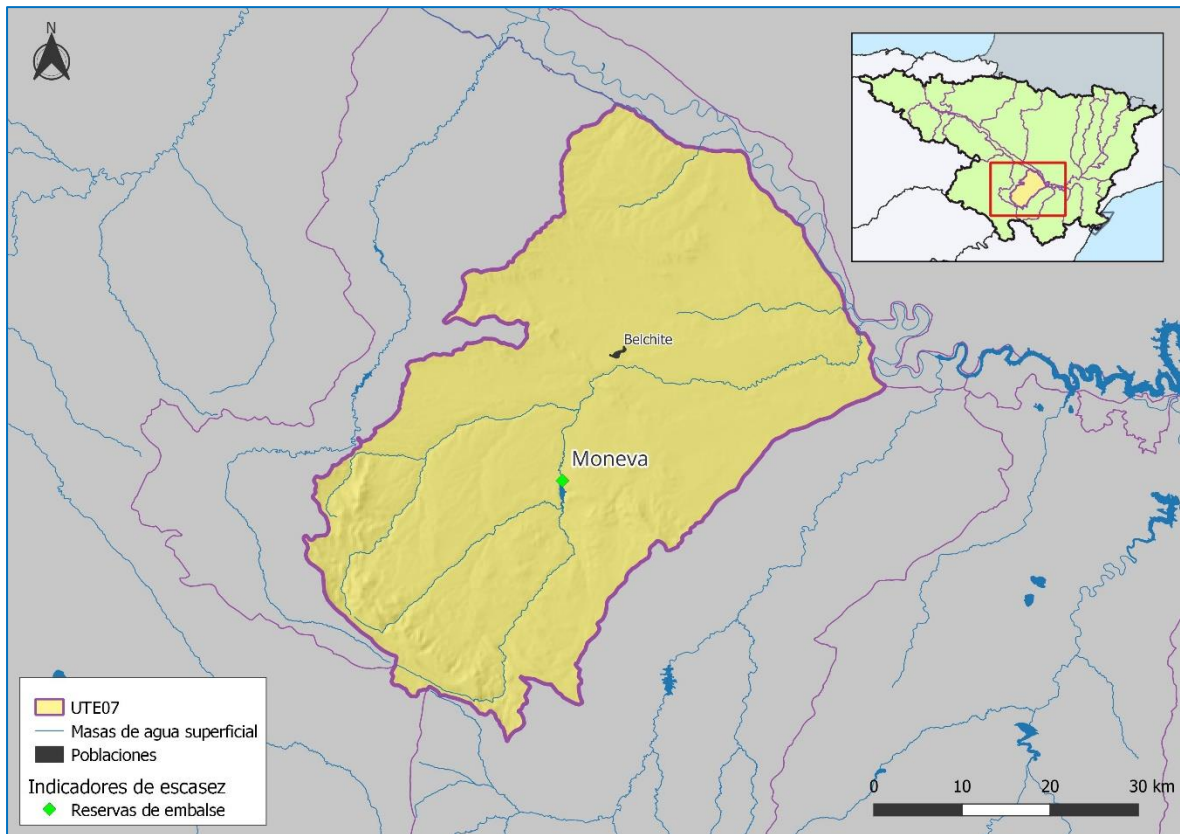 N
Belchite
Moneva
UTE07
Masas de agua superficial
Poblaciones
Indicadores de escasez
Reservas de embalse
0 10 20 30 km